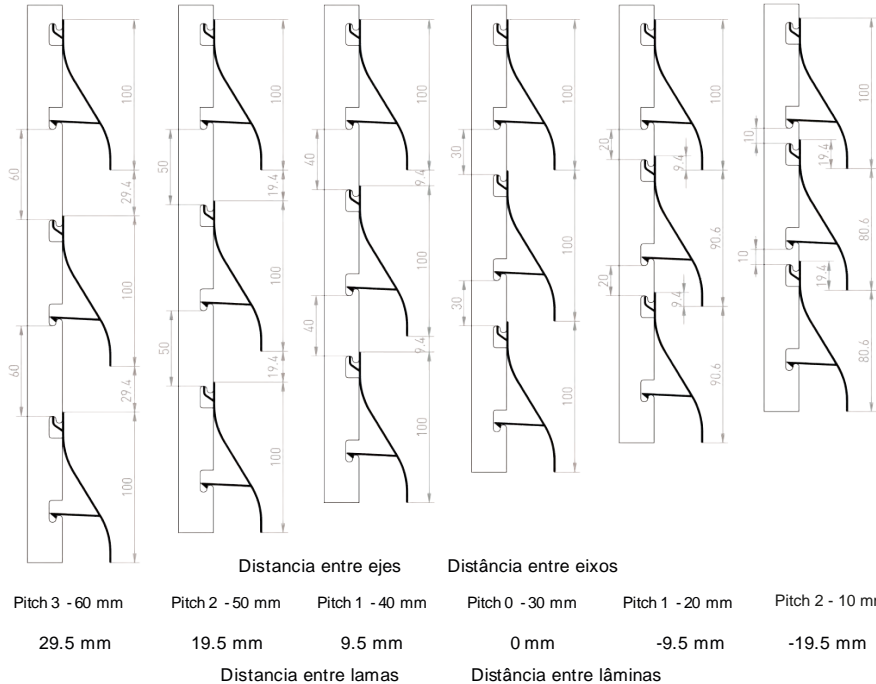 100 100 100 100 100 100
60 50 40 30 20 10
29.4 19.4 9.4 9.4 19.4
100 100 100 100 90.6 80.6
60 50 40 30 20 10
29.4 19.4 9.4 9.4 19.4
100 100 100 100 90.6 80.6
Distancia entre ejes Distância entre eixos
Pitch 3 - 60 mm Pitch 2 - 50 mm Pitch 1 - 40 mm Pitch 0 - 30 mm Pitch 1 - 20 mm Pitch 2 - 10
29.5 mm 19.5 mm 9.5 mm 0 mm -9.5 mm -19.5 mm
Distancia entre lamas Distância entre lâminas